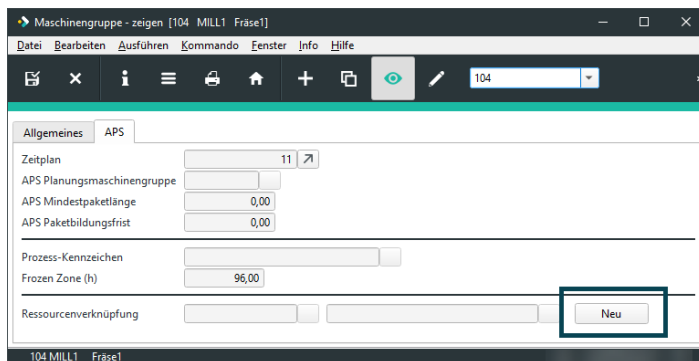 Maschinengruppe - zeigen [104 MILL1 Fräse1]
Datei Bearbeiten Ausführen Kommando Fenster Info Hilfe
104
Allgemeines APS
Zeitplan 11
APS Planungsmaschinengruppe
APS Mindestpaketlänge 0,00
APS Paketbildungsfrist 0,00
Prozess-Kennzeichen
Frozen Zone (h) 96,00
Ressourcenverknüpfung Neu
104 MILL1 Fräse1